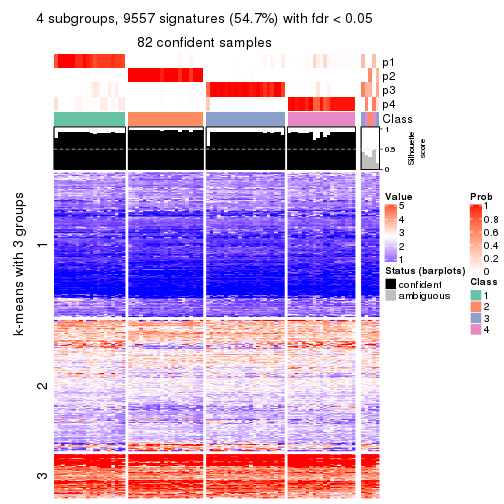 4 subgroups, 9557 signatures (54.7%) with fdr < 0.05
82 confident samples
p1
p2
p3
p4
Class
1
0.5
0
Silhouette
score
k-means with 3 groups
1
2
3
Value
5
4
3
2
1
Status (barplots)
confident
ambiguous
Prob
1
0.8
0.6
0.4
0.2
0
Class
1
2
3
4